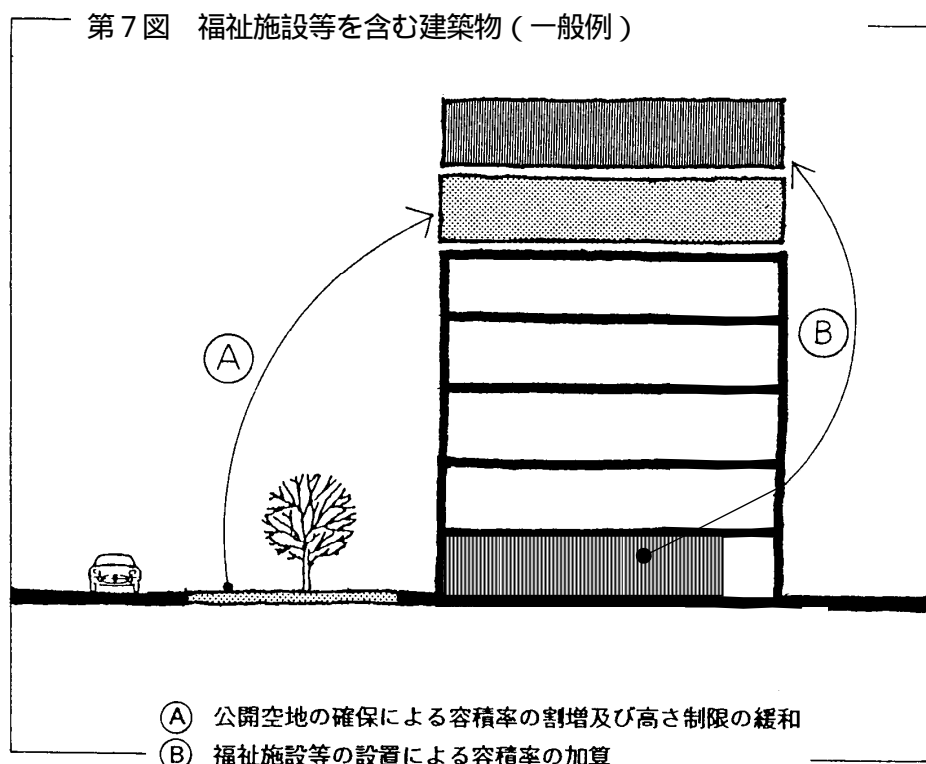 第7図 福祉施設等を含む建築物(一般例)
A
B
A 公開空地の確保による容積率の割増及び高さ制限の緩和
B 福祉施設等の設置による容積率の加算